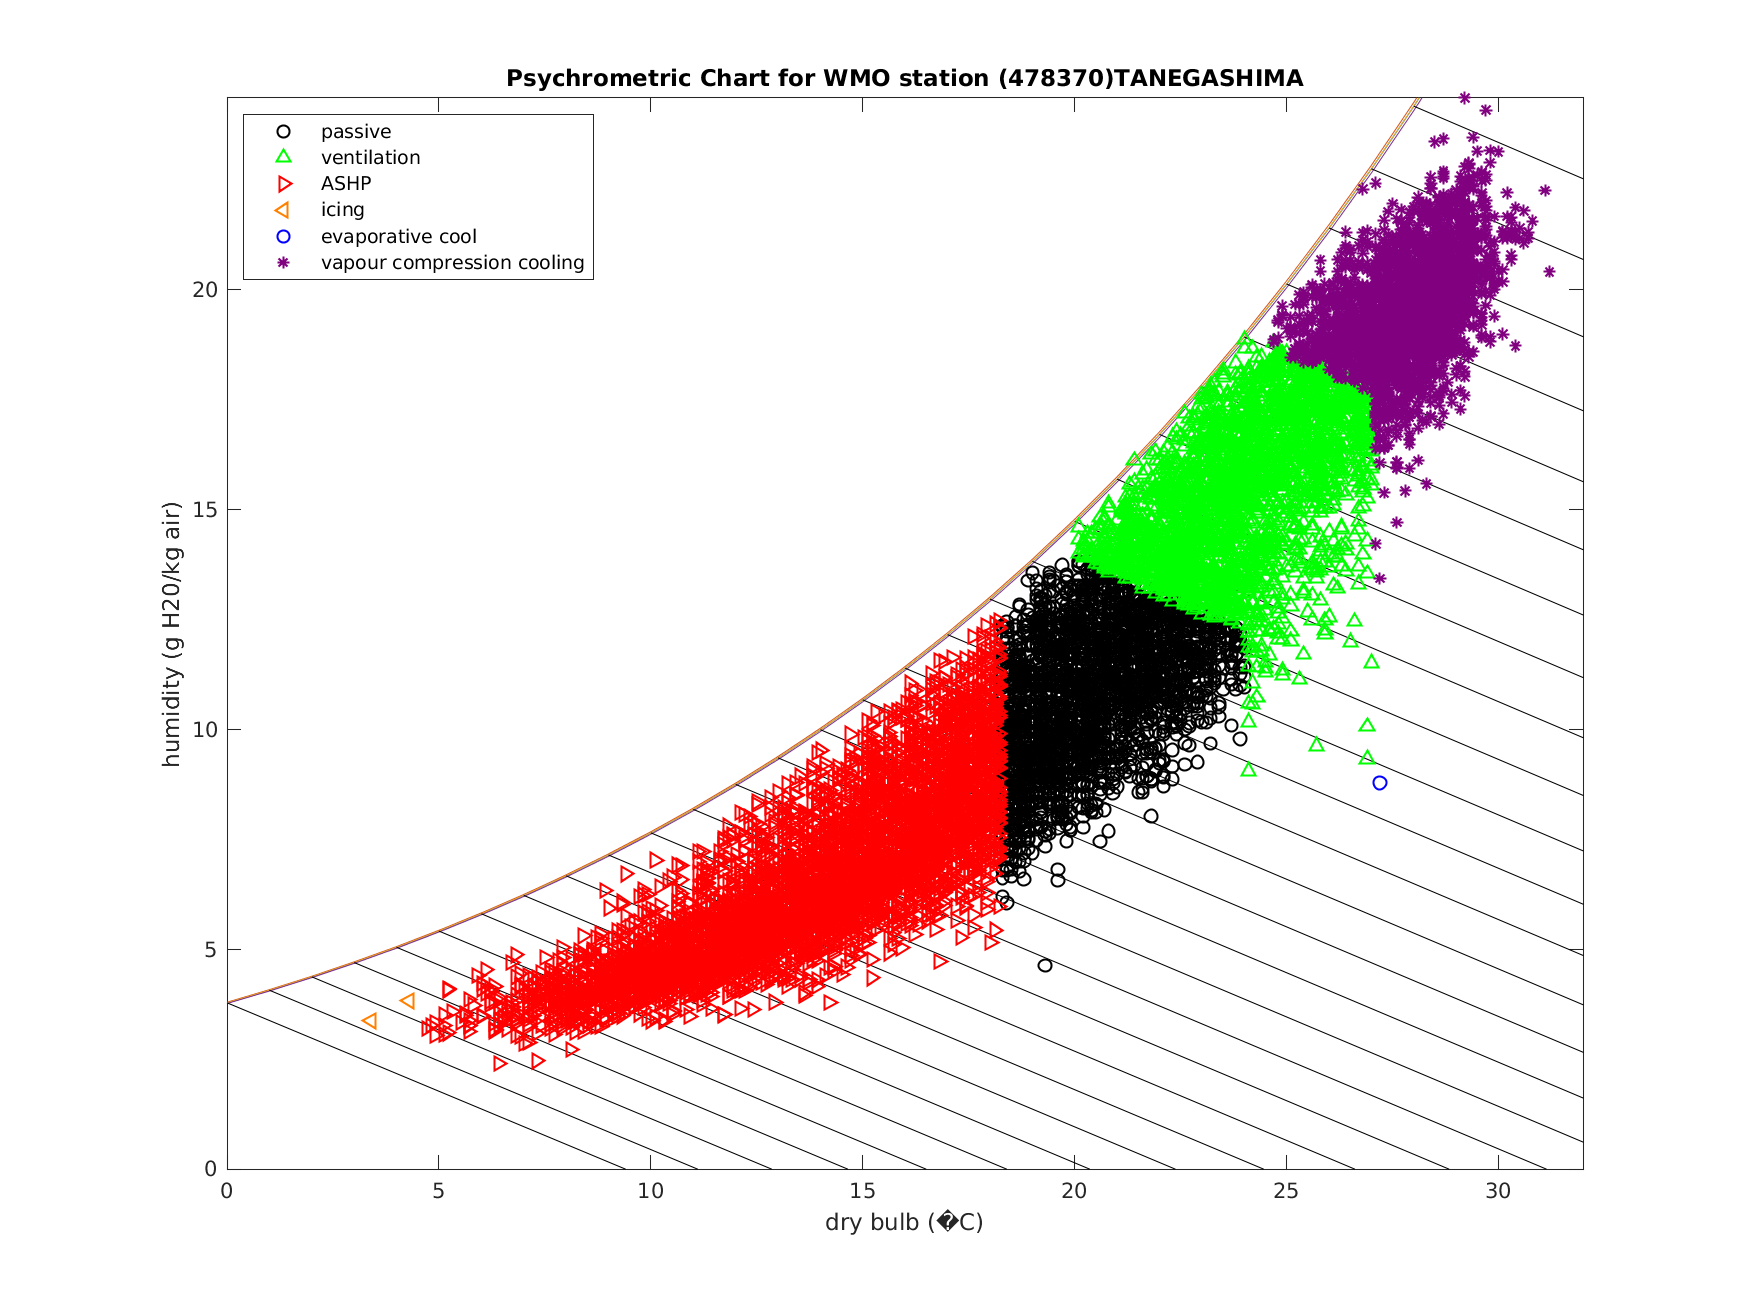 Psychrometric Chart for WMO station (478370)TANEGASHIMA
passive
ventilation
ASHP
icing
evaporative cool
vapour compression cooling
20
15
10
5
0
humidity (g H20/kg air)
0 5 10 15 20 25 30
dry bulb (�C)